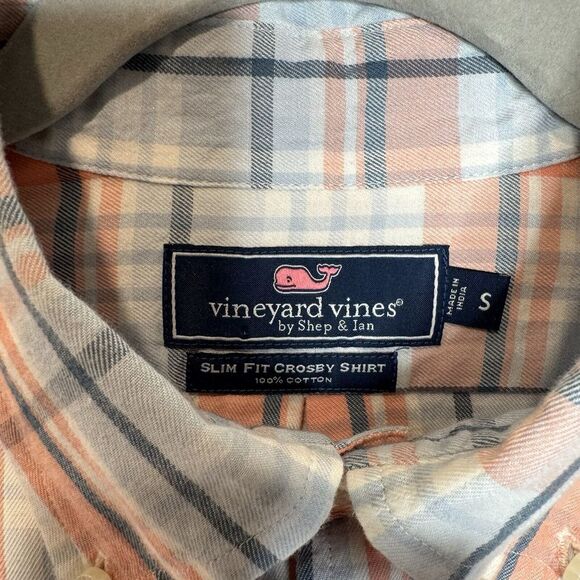 vineyard vines®
by Shep & Ian
MADE IN
INDIA
S
SLIM FIT CROSBY SHIRT
100% COTTON